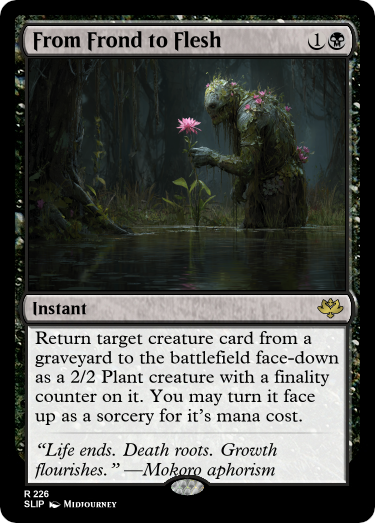 From Frond to Flesh 1
Instant
Return target creature card from a
graveyard to the battlefield face-down
as a 2/2 Plant creature with a finality
counter on it. You may turn it face
up as a sorcery for it's mana cost.
“Life ends. Death roots. Growth
flourishes.” —Mokoro aphorism
R 226
SLIP Midjourney